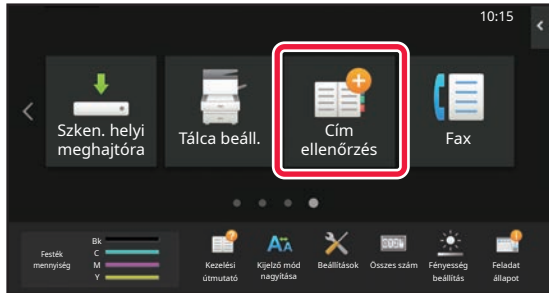 10:15
Szken. helyi
meghajtóra
Tálca beáll.
Cím
ellenőrzés
Fax
Festék
mennyiség
Bk
C
M
Y
Kezelési
útmutató
Kijelző mód
nagyítása
Beállítások
Összes szám
Fényesség
beállítás
Feladat
állapot